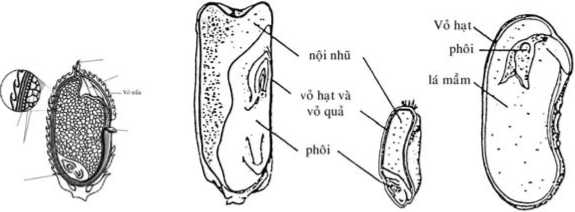 nội nhũ
vỏ hạt và
vỏ quả
phôi
Vỏ hạt
phôi
lá mầm